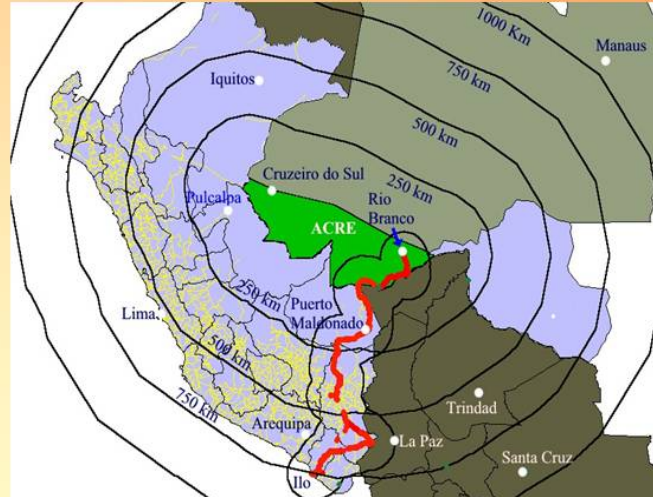 1000 Km
Manaus
750 km
Iquitos
500 km
Cruzeiro do Sul
250 km
Pulcalpa
Rio
Branco
ACRE
250 km
Puerto
Maldonado
Lima
500 km
750 km
Trindad
Arequipa
La Paz
Santa Cruz
Ilo